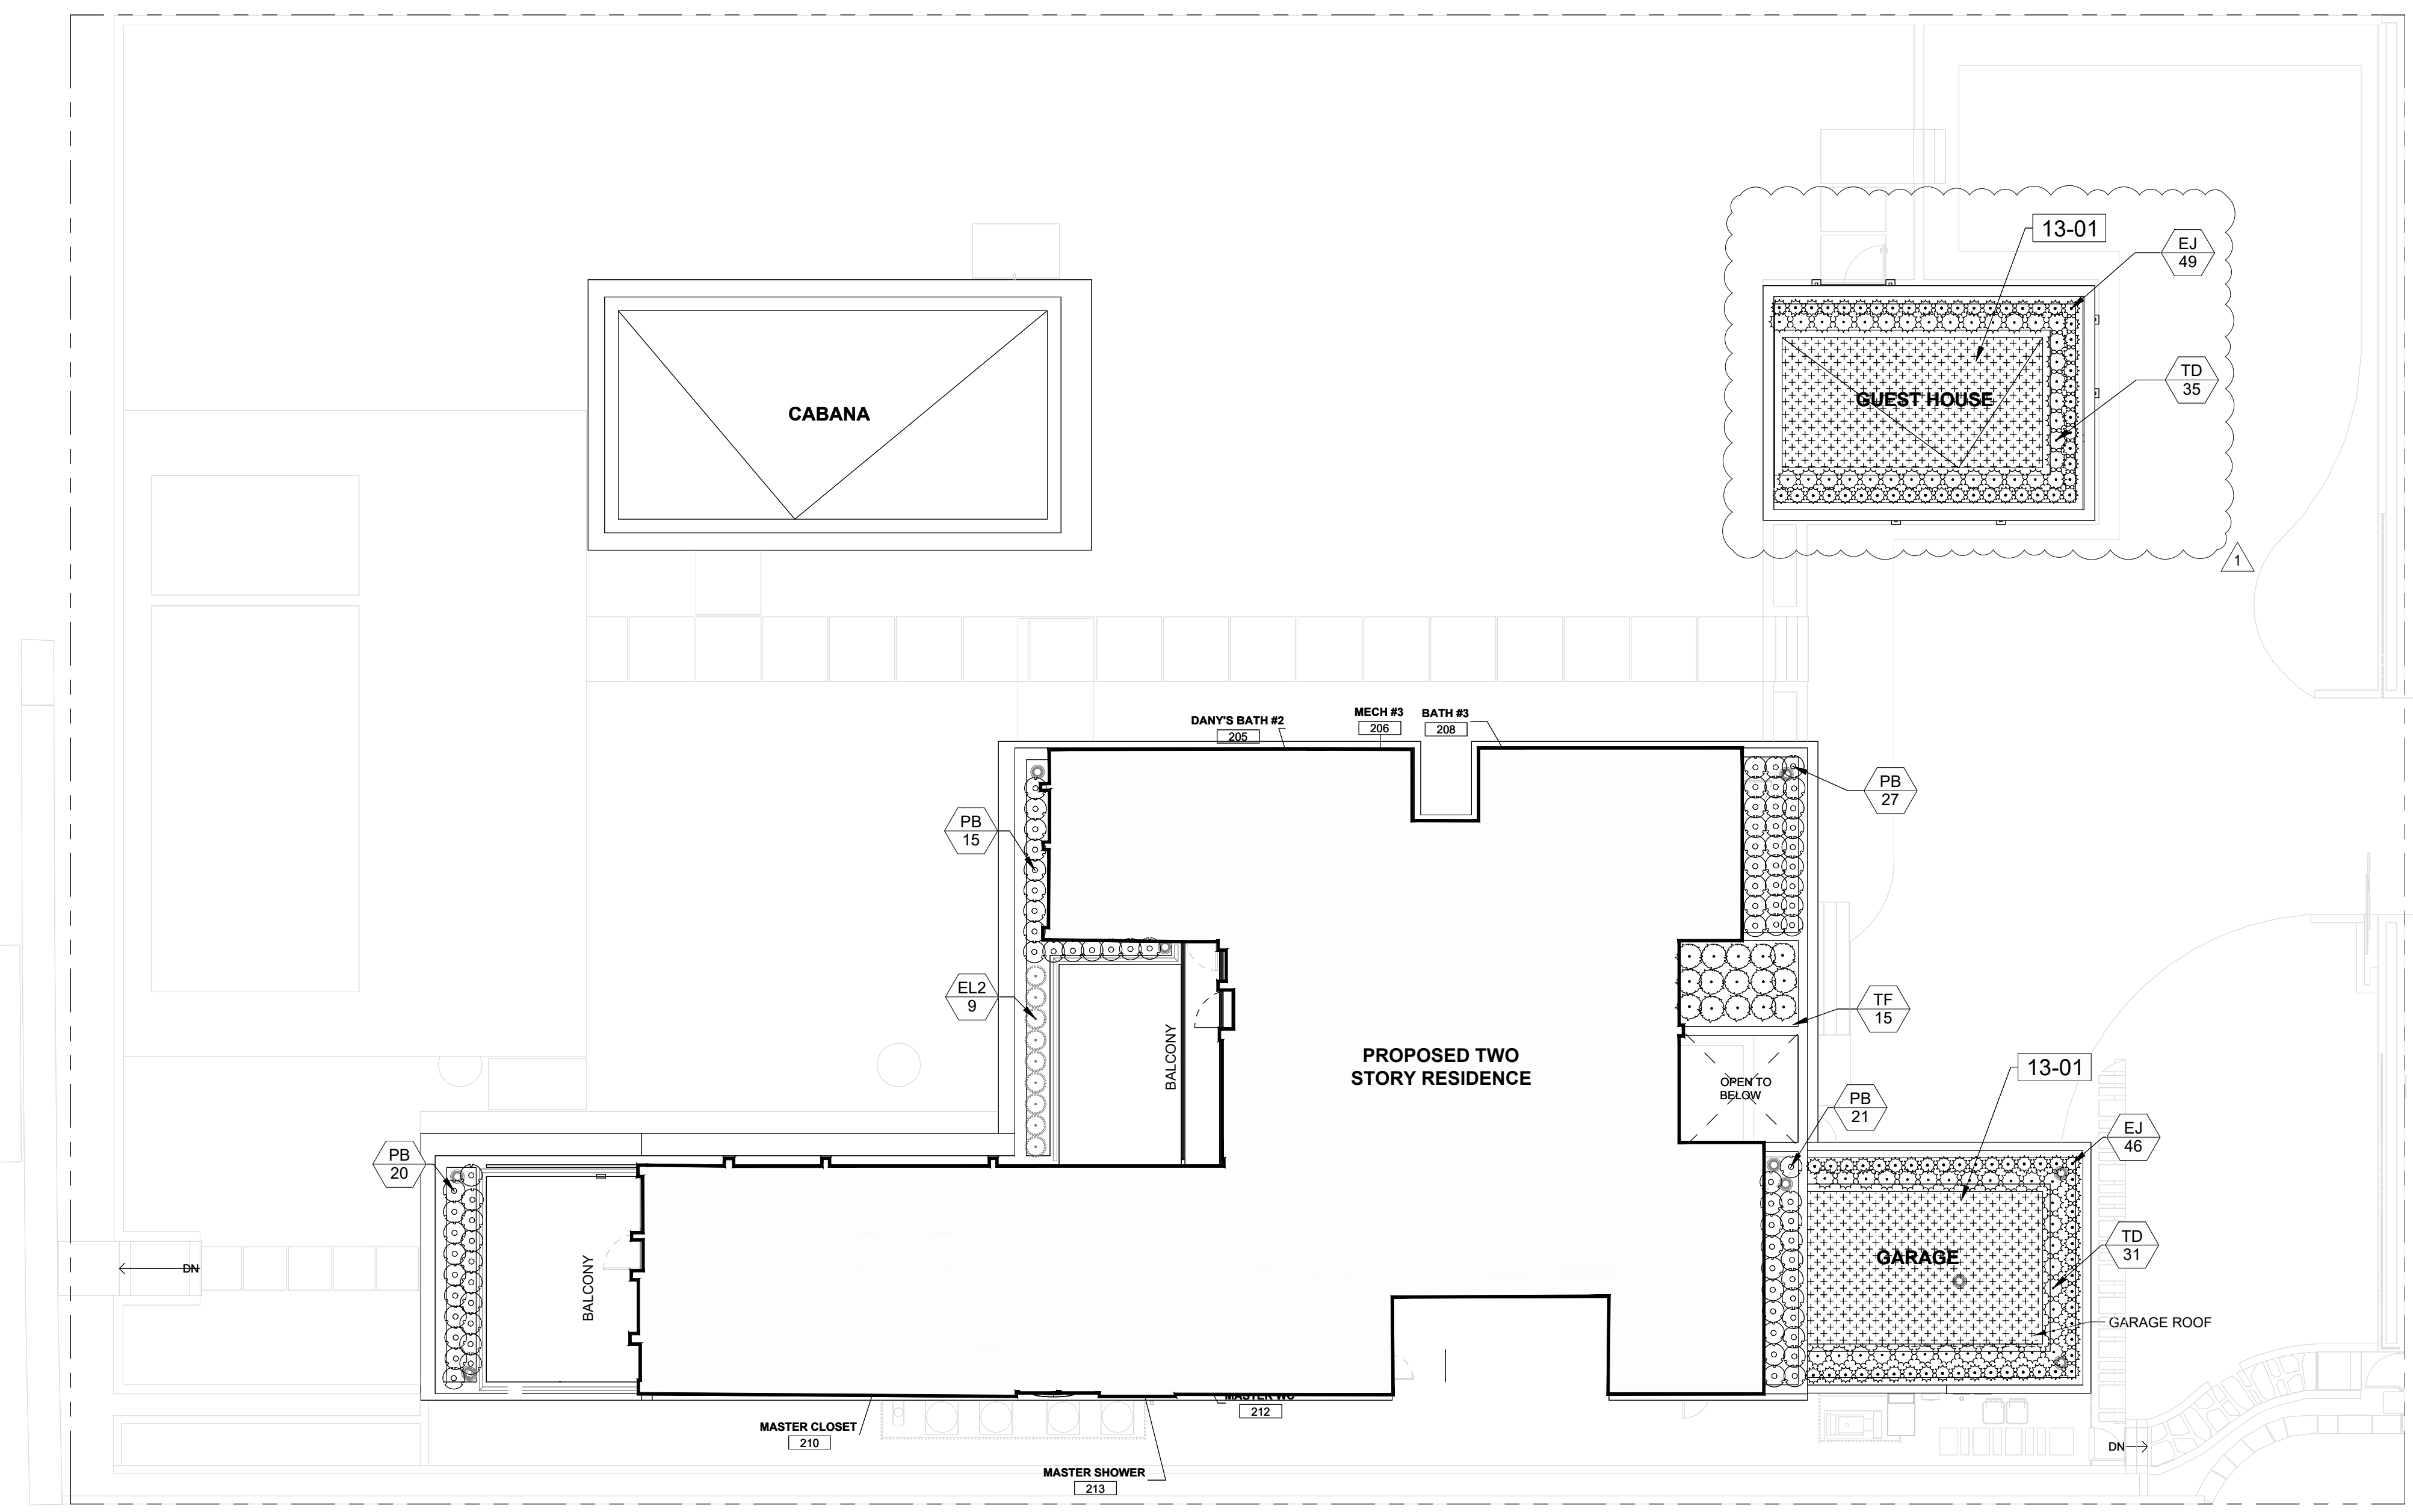 13-01
EJ
49
TD
35
CABANA
GUEST HOUSE
1
DANY'S BATH #2
205
MECH #3
206
BATH #3
208
PB
27
PB
15
EL2
9
TF
15
BALCONY
PROPOSED TWO
STORY RESIDENCE
OPEN TO
BELOW
13-01
PB
21
EJ
46
PB
20
TD
31
GARAGE
DN
BALCONY
GARAGE ROOF
MASTER WC
212
MASTER CLOSET
210
DN
MASTER SHOWER
213